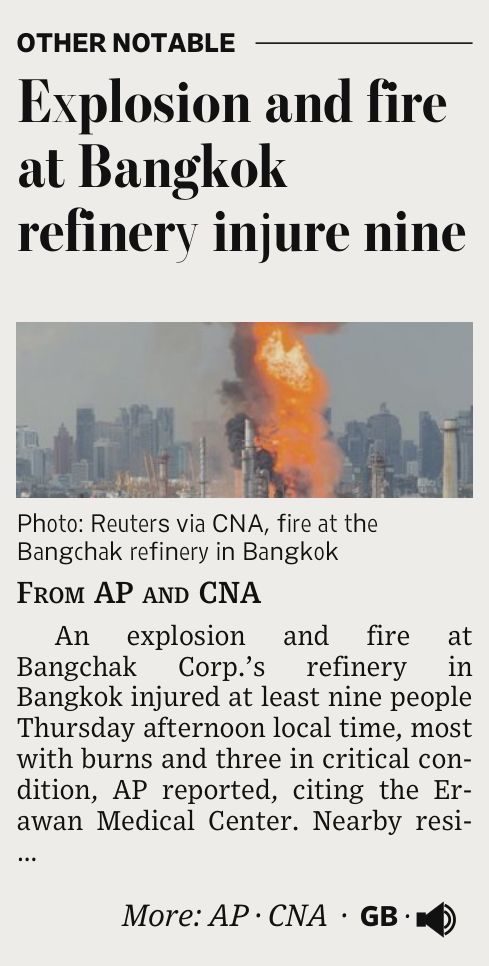 OTHER NOTABLE
Explosion and fire
at Bangkok
refinery injure nine
Photo: Reuters via CNA, fire at the
Bangchak refinery in Bangkok
From AP and CNA
An explosion and fire at
Bangchak Corp.’s refinery in
Bangkok injured at least nine people
Thursday afternoon local time, most
with burns and three in critical con-
dition, AP reported, citing the Er-
awan Medical Center. Nearby resi-
...
More: AP · CNA · GB ·